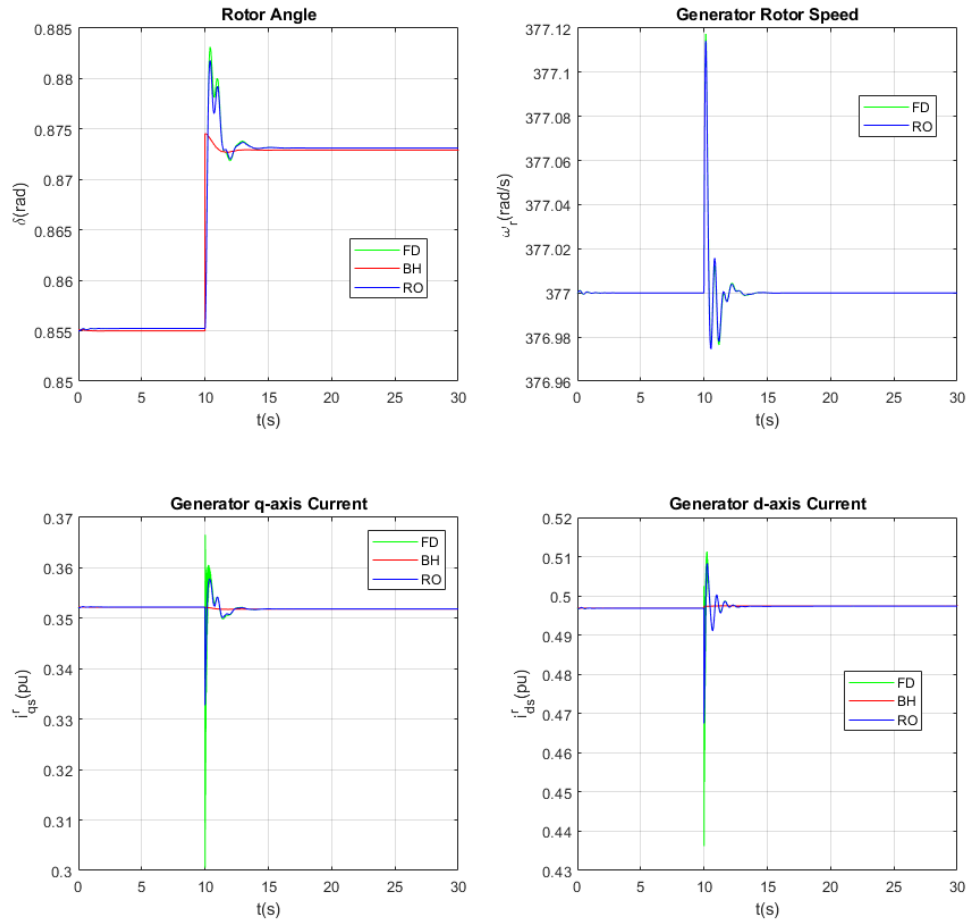 Rotor Angle
0.885
0.88
0.875
0.87
0.865
0.86
0.855
0.85
δ(rad)
FD
BH
RO
0 5 10 15 20 25 30
t(s)
Generator Rotor Speed
377.12
377.1
377.08
377.06
377.04
377.02
377
376.98
376.96
ω_r(rad/s)
FD
RO
0 5 10 15 20 25 30
t(s)
Generator q-axis Current
0.37
0.36
0.35
0.34
0.33
0.32
0.31
0.3
i^r_qs(pu)
FD
BH
RO
0 5 10 15 20 25 30
t(s)
Generator d-axis Current
0.52
0.51
0.5
0.49
0.48
0.47
0.46
0.45
0.44
0.43
i^r_ds(pu)
FD
BH
RO
0 5 10 15 20 25 30
t(s)